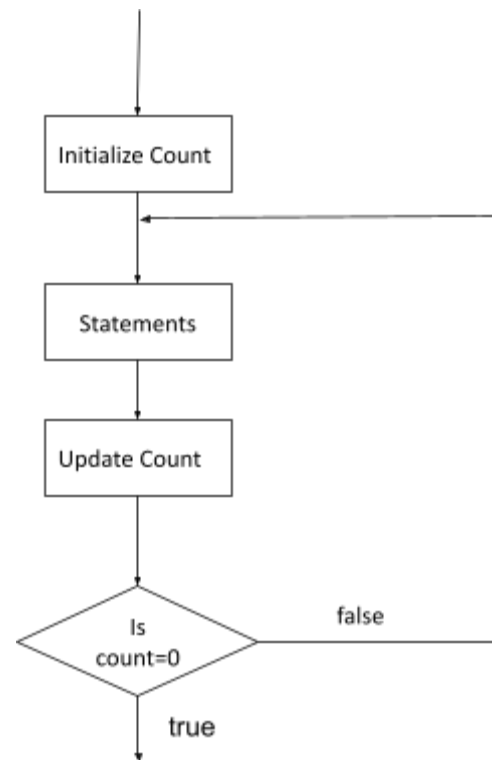 Initialize Count
Statements
Update Count
Is
count=0
false
true